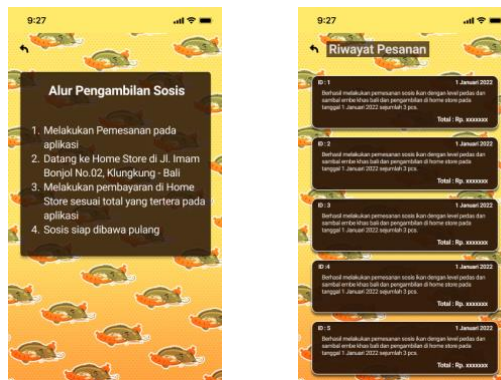 9:27
Alur Pengambilan Sosis
1. Melakukan Pemesanan pada
aplikasi
2. Datang ke Home Store di Jl. Imam
Bonjol No.02, Klungkung - Bali
3. Melakukan pembayaran di Home
Store sesuai total yang tertera pada
aplikasi
4. Sosis siap dibawa pulang
9:27
Riwayat Pesanan
ID : 1 1 Januari 2022
Berhasil melakukan pemesanan sosis ikan dengan level pedas dan
sambal embe khas bali dan pengambilan di home store pada
tanggal 1 Januari 2022 sejumlah 3 pcs.
Total : Rp. xxxxxxx
ID : 2 1 Januari 2022
Berhasil melakukan pemesanan sosis ikan dengan level pedas dan
sambal embe khas bali dan pengambilan di home store pada
tanggal 1 Januari 2022 sejumlah 3 pcs.
Total : Rp. xxxxxxx
ID : 3 1 Januari 2022
Berhasil melakukan pemesanan sosis ikan dengan level pedas dan
sambal embe khas bali dan pengambilan di home store pada
tanggal 1 Januari 2022 sejumlah 3 pcs.
Total : Rp. xxxxxxx
ID : 4 1 Januari 2022
Berhasil melakukan pemesanan sosis ikan dengan level pedas dan
sambal embe khas bali dan pengambilan di home store pada
tanggal 1 Januari 2022 sejumlah 3 pcs.
Total : Rp. xxxxxxx
ID : 5 1 Januari 2022
Berhasil melakukan pemesanan sosis ikan dengan level pedas dan
sambal embe khas bali dan pengambilan di home store pada
tanggal 1 Januari 2022 sejumlah 3 pcs.
Total : Rp. xxxxxxx